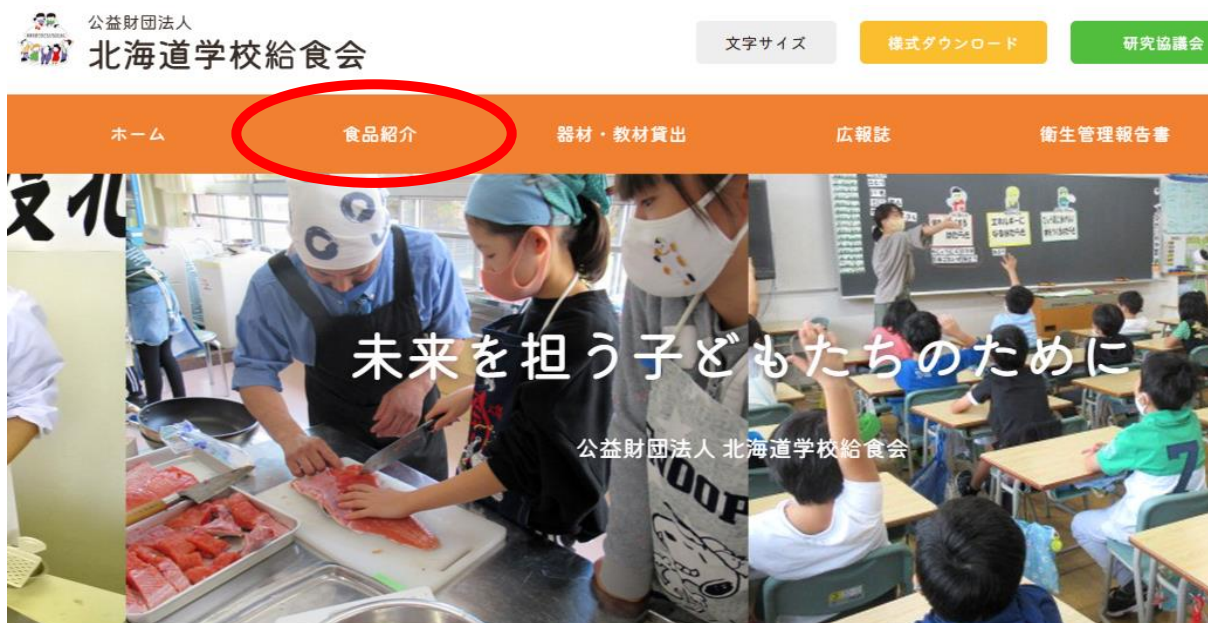 公益財団法人
北海道学校給食会
文字サイズ
様式ダウンロード
研究協議会
ホーム
食品紹介
器材・教材貸出
広報誌
衛生管理報告書
未来を担う子どもたちのために
公益財団法人 北海道学校給食会
7